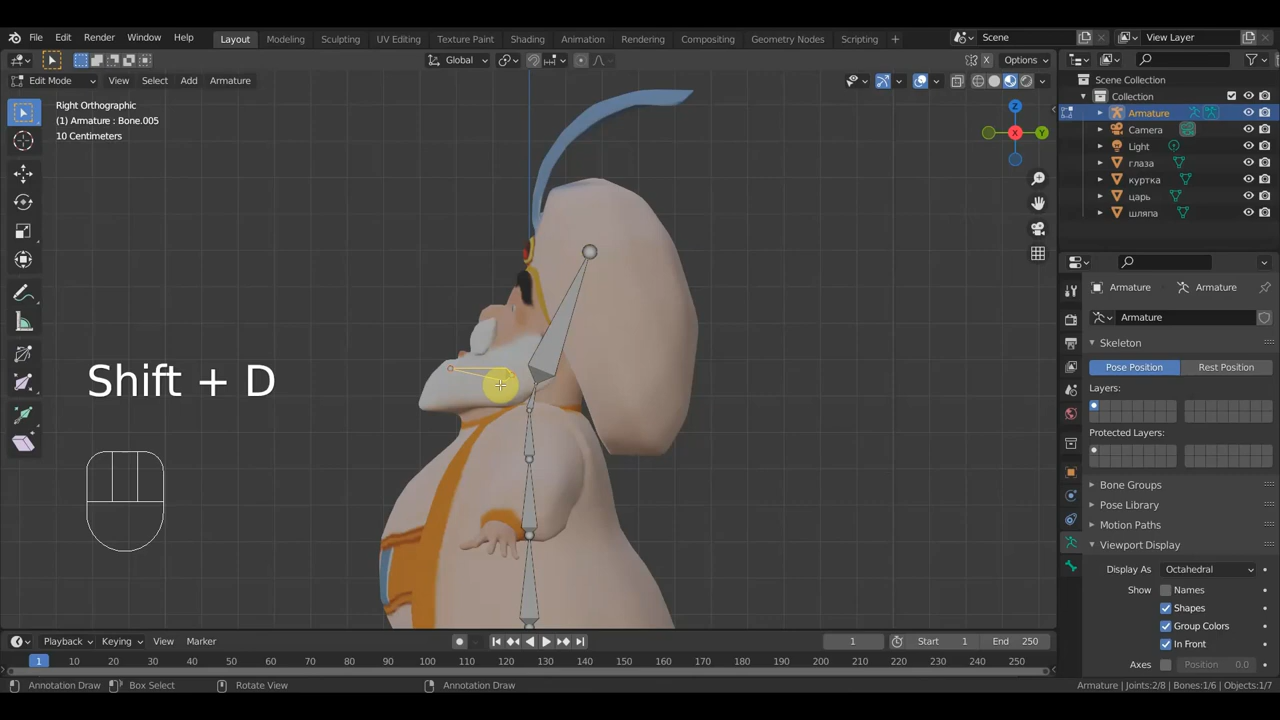 File Edit Render Window Help Layout Modeling Sculpting UV Editing Texture Paint Shading Animation Rendering Compositing Geometry Nodes Scripting + Scene View Layer
Global X Options
Edit Mode View Select Add Armature
Right Orthographic
(1) Armature : Bone.005
10 Centimeters
Z
X
Y
Scene Collection
Collection
Armature
Camera
Light
глаза
куртка
царь
шляпа
Armature Armature
Armature
Skeleton
Pose Position Rest Position
Layers:
Protected Layers:
Bone Groups
Pose Library
Motion Paths
Viewport Display
Display As Octahedral
Show Names
Shapes
Group Colors
In Front
Axes Position 0.0
Shift + D
Playback Keying View Marker 1 Start 1 End 250
1 10 20 30 40 50 60 70 80 90 100 110 120 130 140 150 160 170 180 190 200 210 220 230 240 250
Annotation Draw Box Select Rotate View Annotation Draw Armature | Joints:2/8 | Bones:1/6 | Objects:1/7